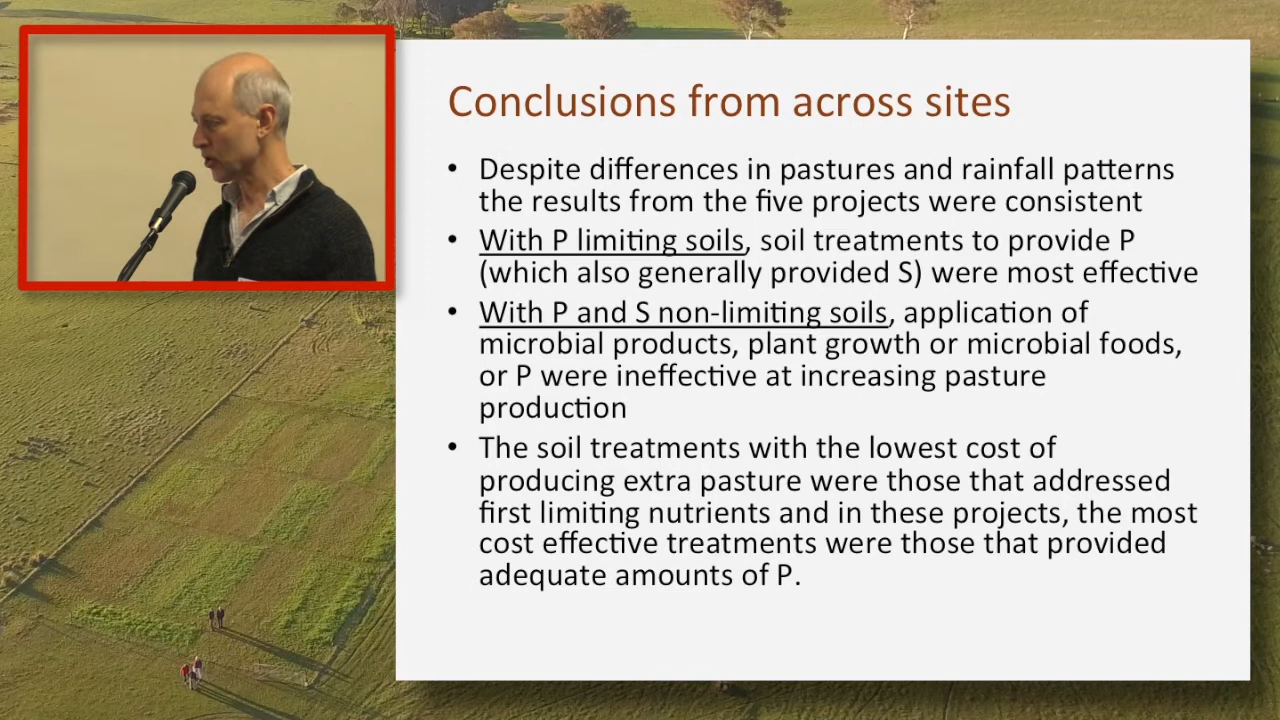 Conclusions from across sites
• Despite differences in pastures and rainfall patterns
the results from the five projects were consistent
• With P limiting soils, soil treatments to provide P
(which also generally provided S) were most effective
• With P and S non-limiting soils, application of
microbial products, plant growth or microbial foods,
or P were ineffective at increasing pasture
production
• The soil treatments with the lowest cost of
producing extra pasture were those that addressed
first limiting nutrients and in these projects, the most
cost effective treatments were those that provided
adequate amounts of P.